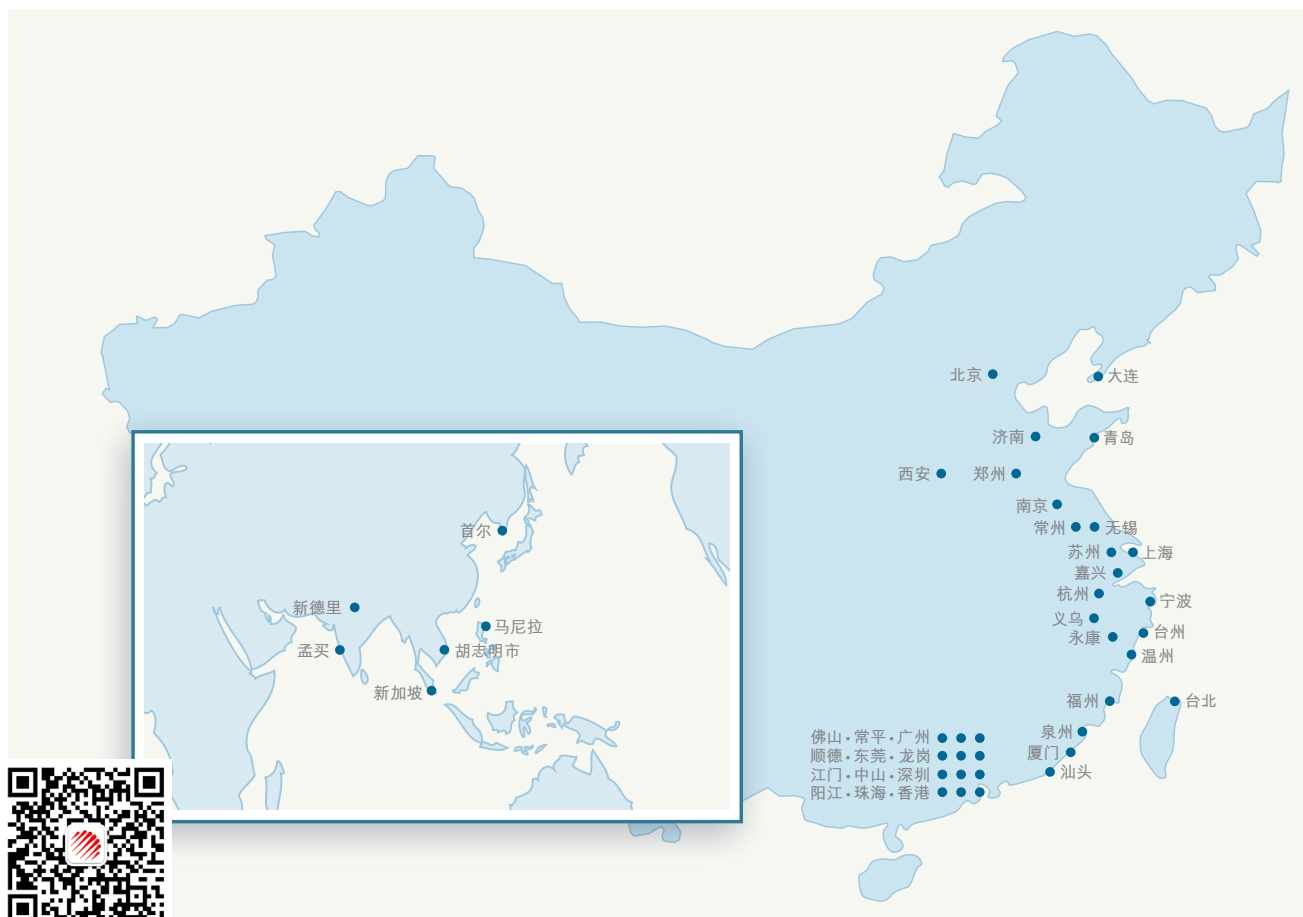 北京
大连
济南
青岛
西安
郑州
南京
常州
无锡
苏州
上海
嘉兴
杭州
宁波
义乌
永康
台州
温州
福州
台北
泉州
厦门
汕头
佛山•常平•广州
顺德•东莞•龙岗
江门•中山•深圳
阳江•珠海•香港
首尔
新德里
马尼拉
孟买
胡志明市
新加坡